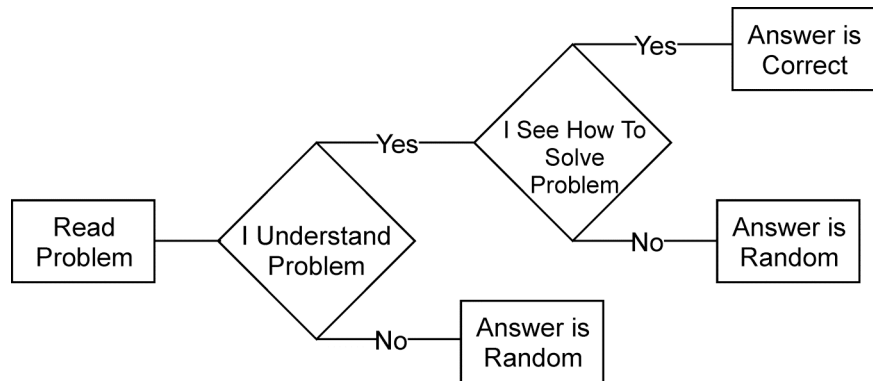 Read
Problem
I Understand
Problem
Yes
No
Answer is
Random
I See How To
Solve
Problem
Yes
No
Answer is
Correct
Answer is
Random